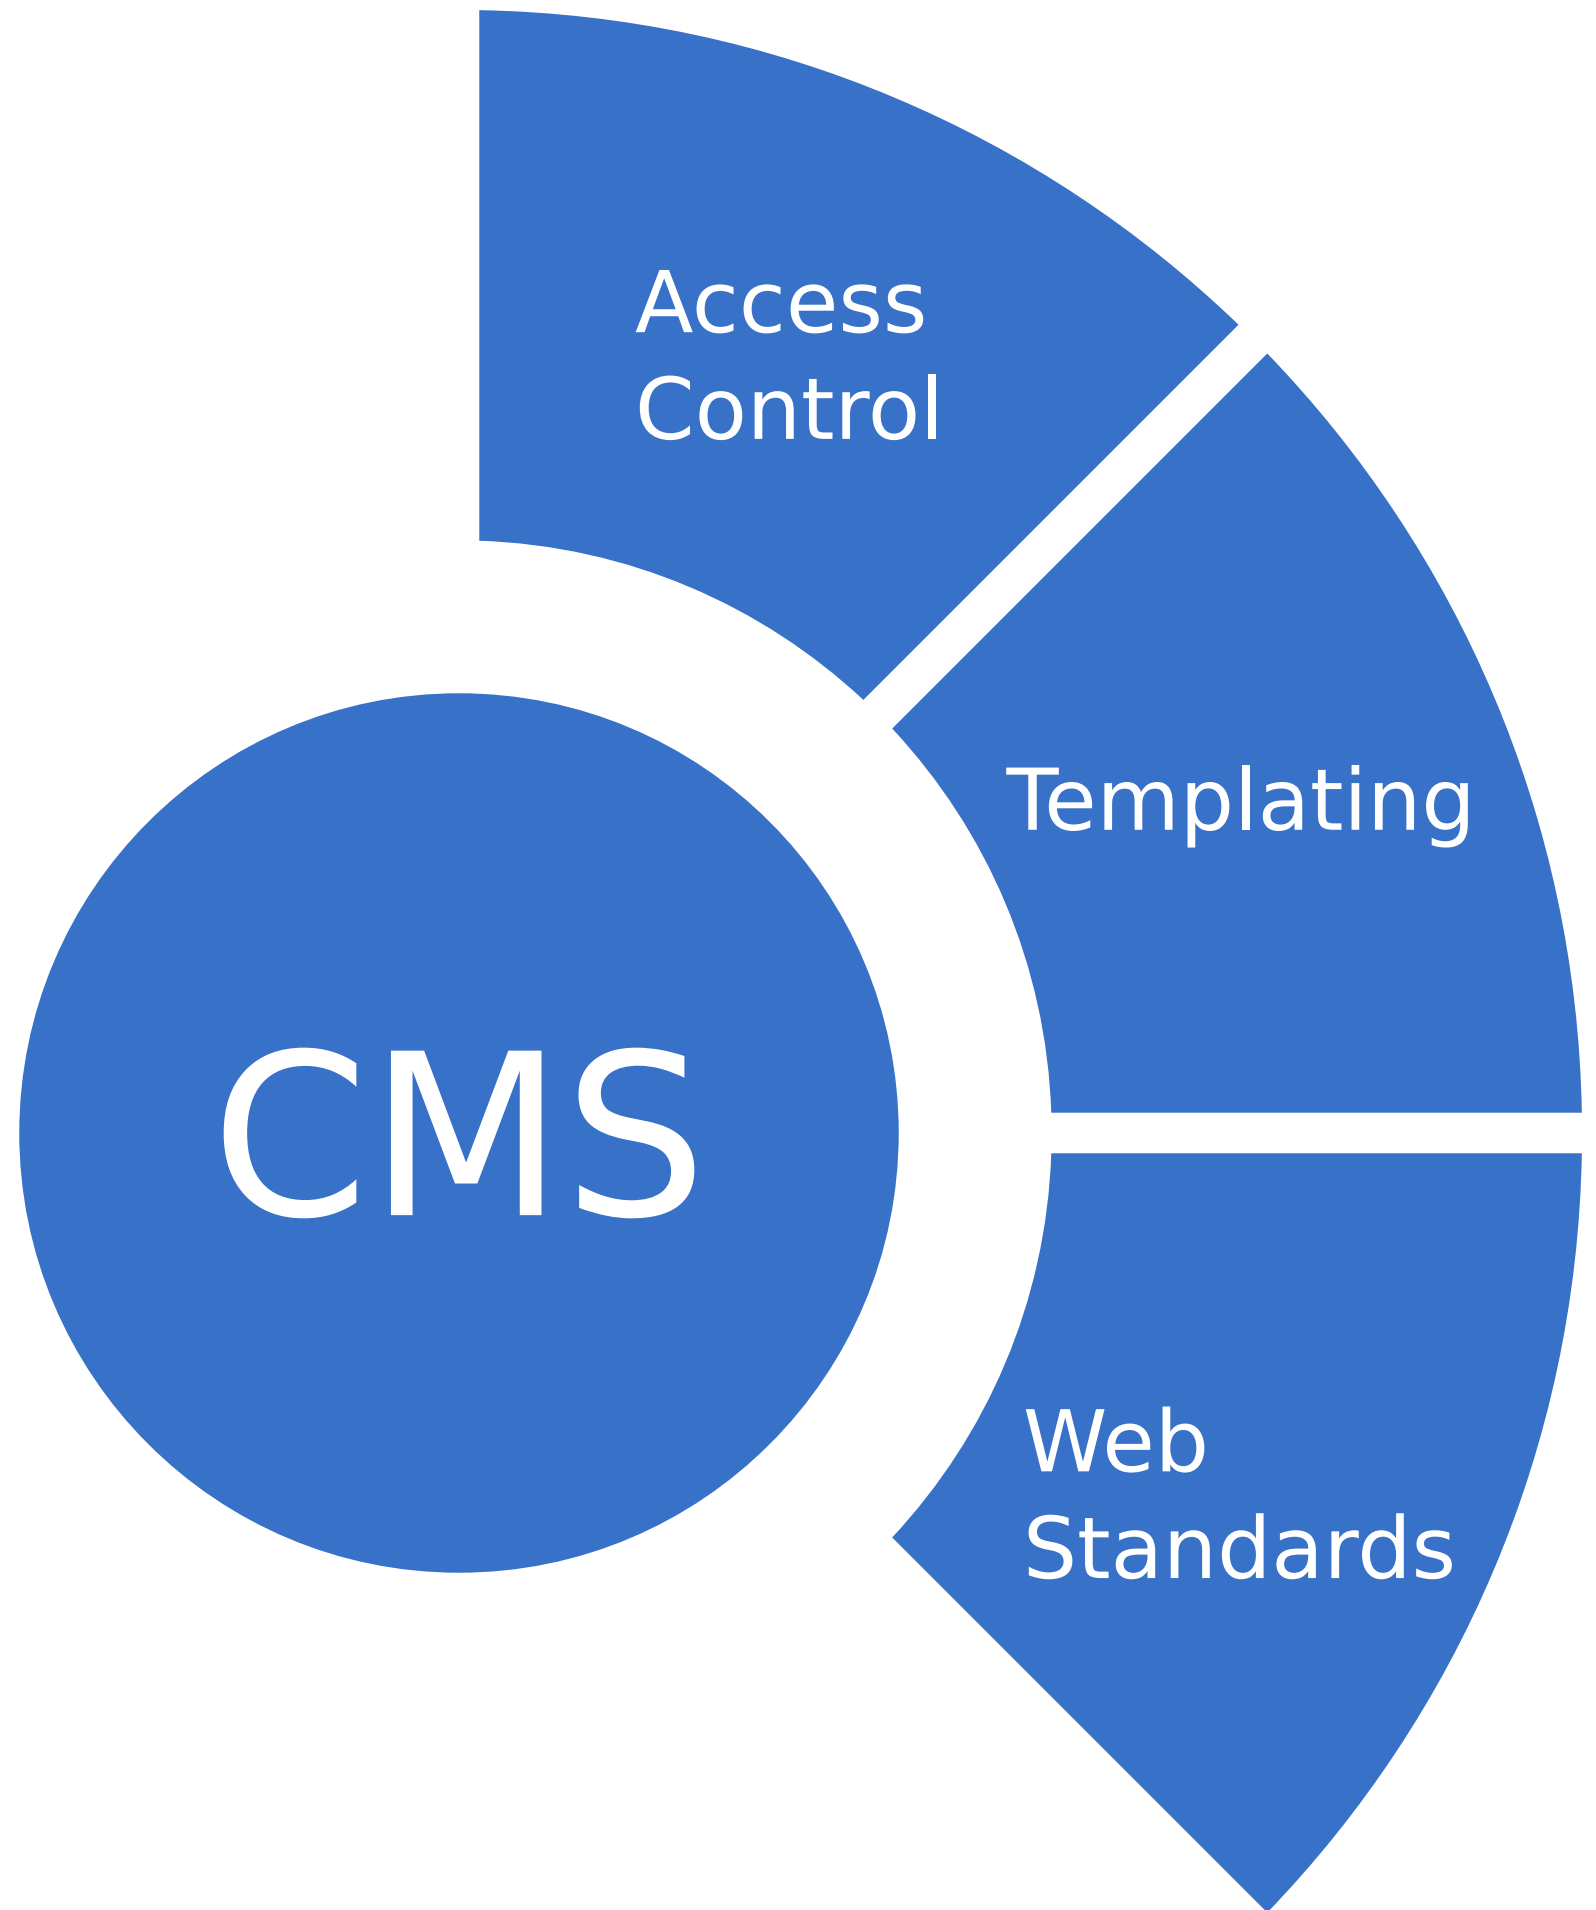 Access
Control
Templating
CMS
Web
Standards